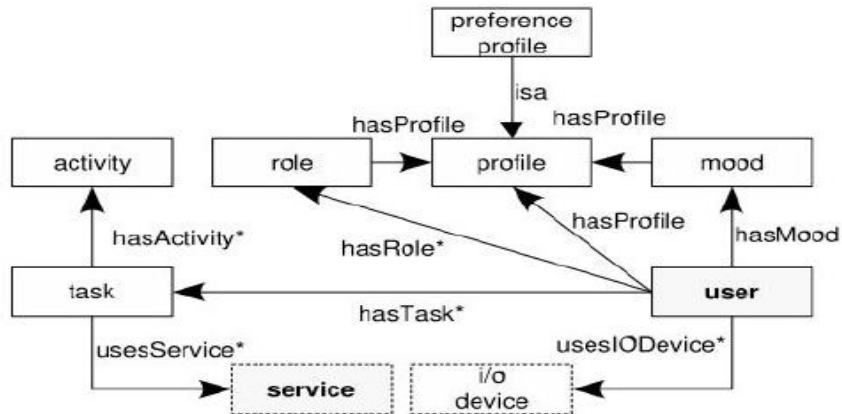 preference
profile
isa
hasProfile
hasProfile
activity
role
profile
mood
hasActivity*
hasRole*
hasProfile
hasMood
task
user
hasTask*
usesService*
usesIODevice*
service
i/o
device